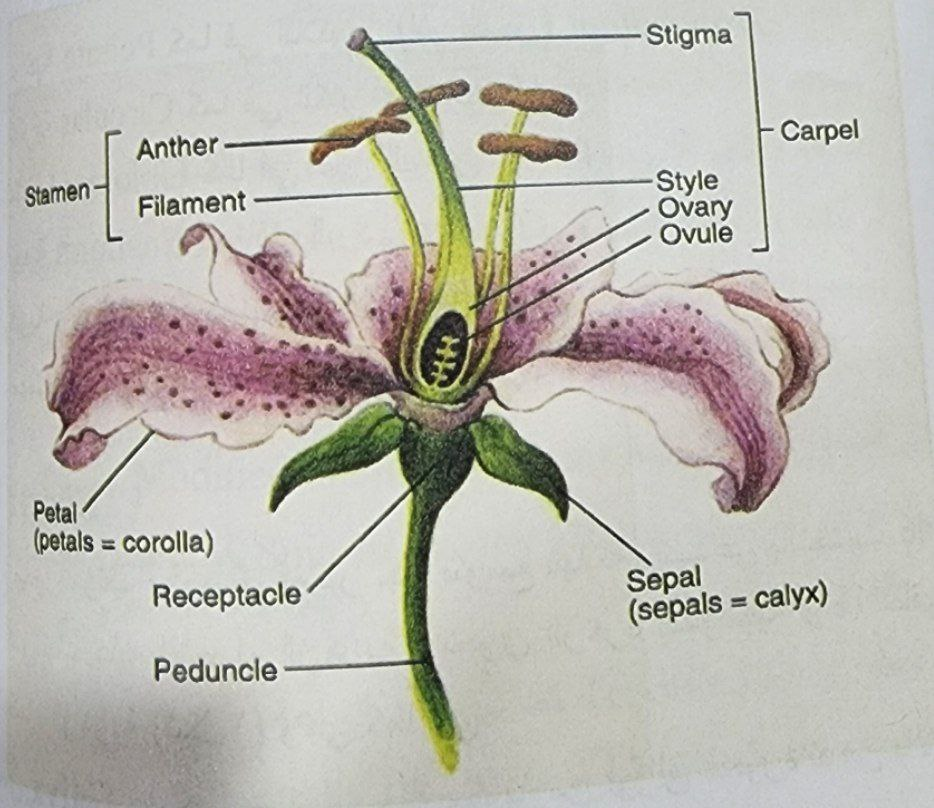 Stigma
Carpel
Anther
Stamen
Filament
Style
Ovary
Ovule
Petal
(petals = corolla)
Receptacle
Sepal
(sepals = calyx)
Peduncle